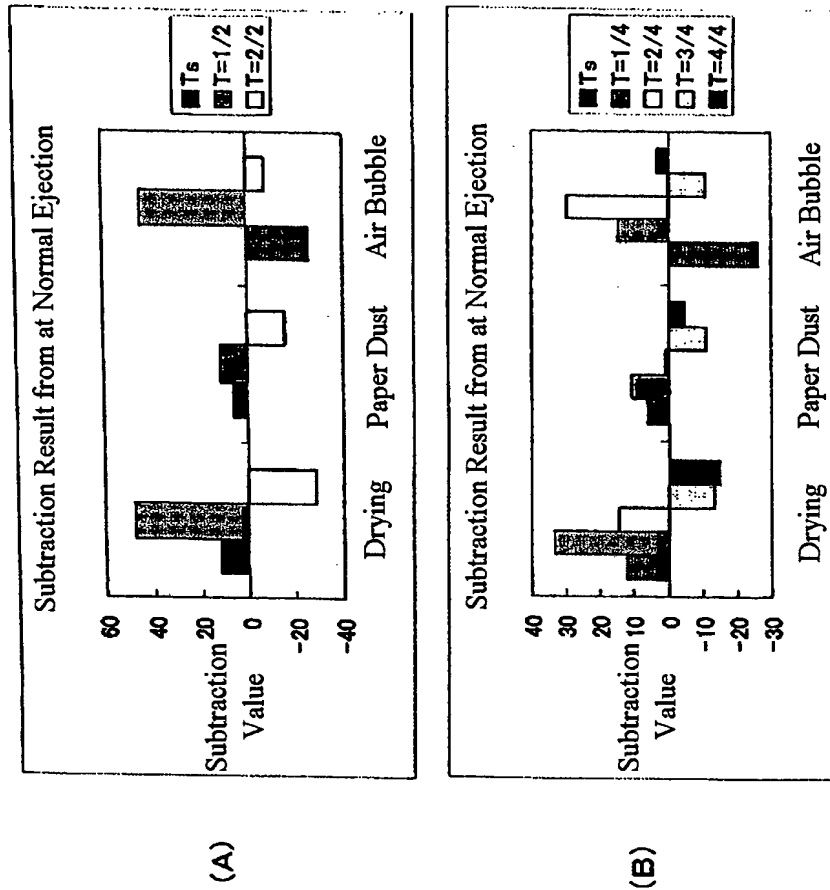 (A)
Subtraction Result from at Normal Ejection
60
40
20
0
-20
-40
Subtraction
Value
Drying
Paper Dust
Air Bubble
Ts
T=1/2
T=2/2
(B)
Subtraction Result from at Normal Ejection
40
30
20
10
0
-10
-20
-30
Subtraction
Value
Drying
Paper Dust
Air Bubble
Ts
T=1/4
T=2/4
T=3/4
T=4/4